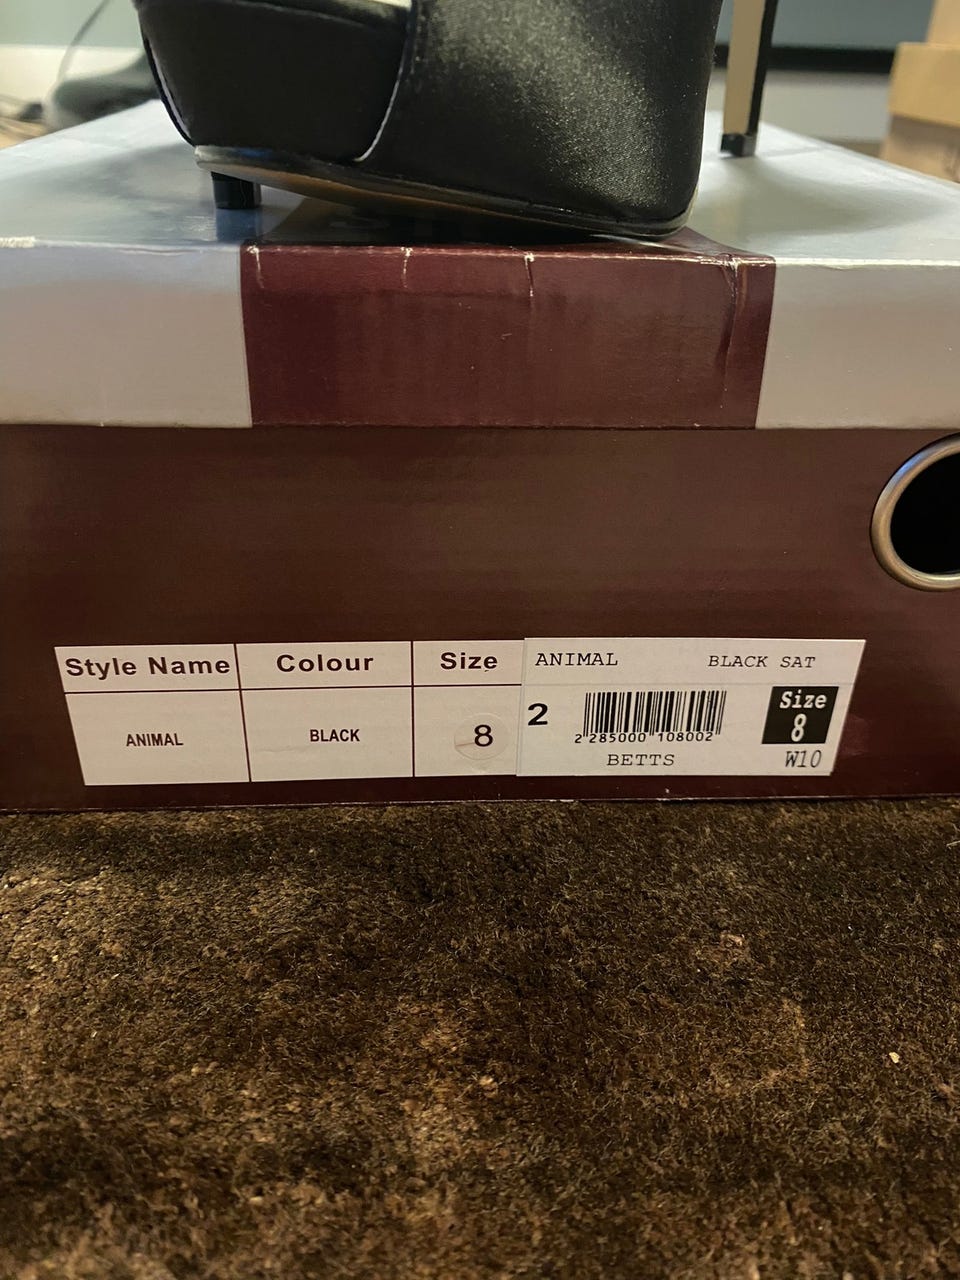 Style Name Colour Size
ANIMAL BLACK 8
ANIMAL BLACK SAT
2
2 285000 108002
BETTS
Size
8
W10